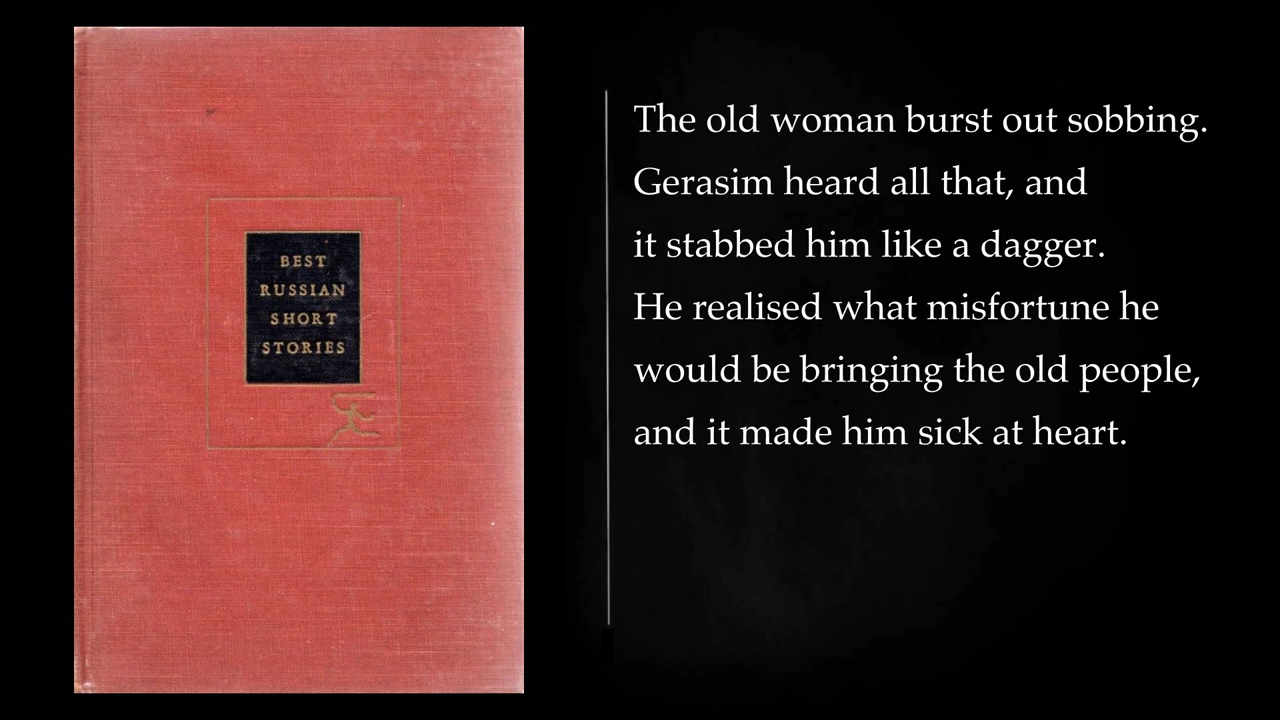 BEST
RUSSIAN
SHORT
STORIES
The old woman burst out sobbing.
Gerasim heard all that, and
it stabbed him like a dagger.
He realised what misfortune he
would be bringing the old people,
and it made him sick at heart.